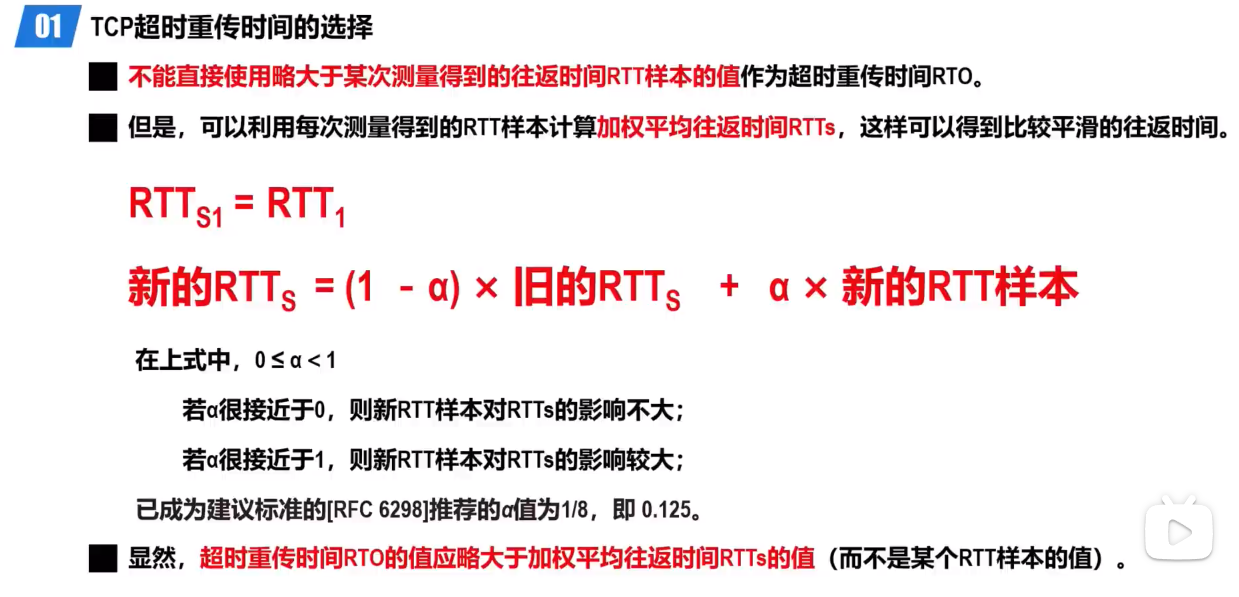 01 TCP超时重传时间的选择
不能直接使用略大于某次测量得到的往返时间RTT样本的值作为超时重传时间RTO。
但是，可以利用每次测量得到的RTT样本计算加权平均往返时间RTTs，这样可以得到比较平滑的往返时间。
RTTS1 = RTT1
新的RTTS = (1 - α) × 旧的RTTS + α × 新的RTT样本
在上式中，0 ≤ α < 1
若α很接近于0，则新RTT样本对RTTs的影响不大；
若α很接近于1，则新RTT样本对RTTs的影响较大；
已成为建议标准的[RFC 6298]推荐的α值为1/8，即 0.125。
显然，超时重传时间RTO的值应略大于加权平均往返时间RTTs的值（而不是某个RTT样本的值）。